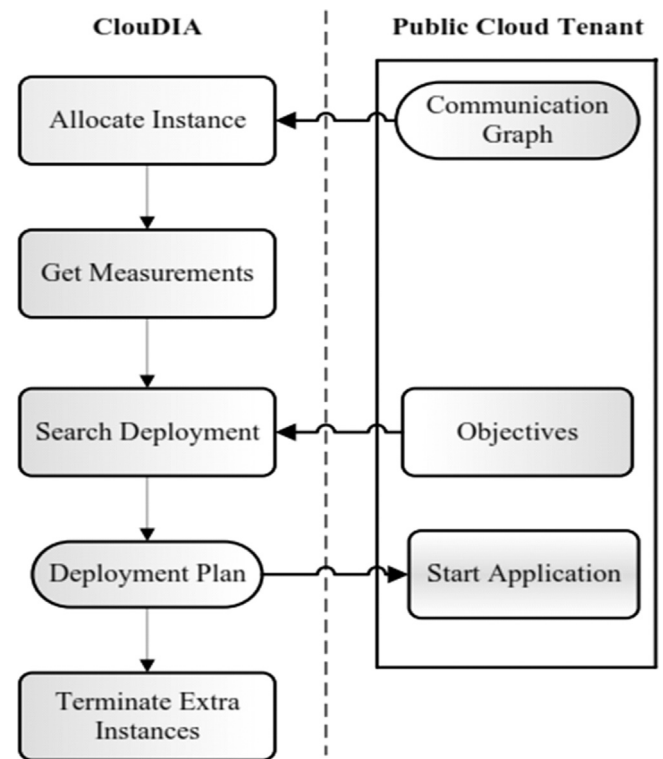 ClouDIA
Public Cloud Tenant
Allocate Instance
Communication
Graph
Get Measurements
Search Deployment
Objectives
Deployment Plan
Start Application
Terminate Extra
Instances